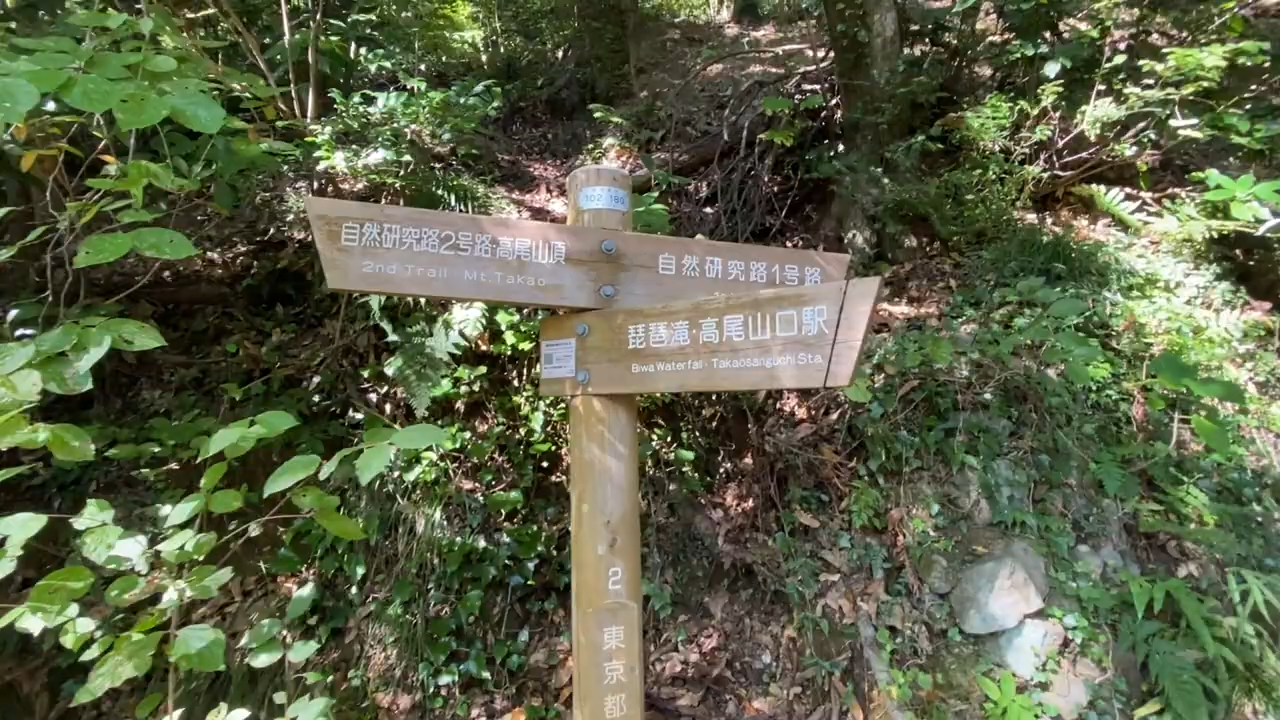 102 180
自然研究路2号路・高尾山頂
2nd Trail Mt.Takao
自然研究路1号路
琵琶滝・高尾山口駅
Biwa Waterfall・Takaosanguchi Sta.
2
東京都